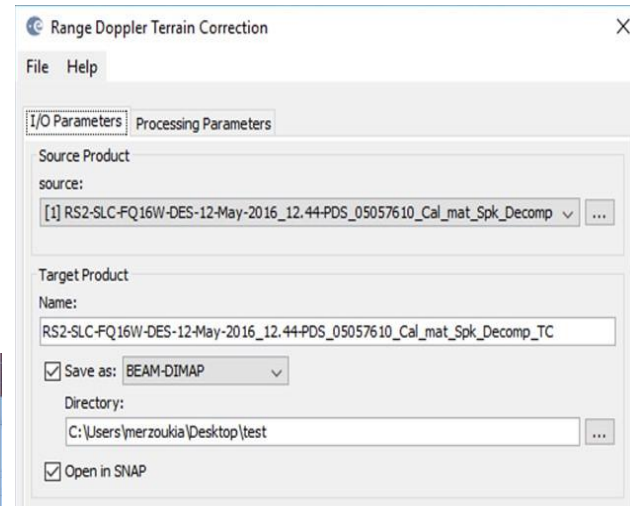 Range Doppler Terrain Correction
File Help
I/O Parameters Processing Parameters
Source Product
source:
[1] RS2-SLC-FQ16W-DES-12-May-2016_12.44-PDS_05057610_Cal_mat_Spk_Decomp ...
Target Product
Name:
RS2-SLC-FQ16W-DES-12-May-2016_12.44-PDS_05057610_Cal_mat_Spk_Decomp_TC
Save as: BEAM-DIMAP
Directory:
C:\Users\merzoukia\Desktop\test ...
Open in SNAP